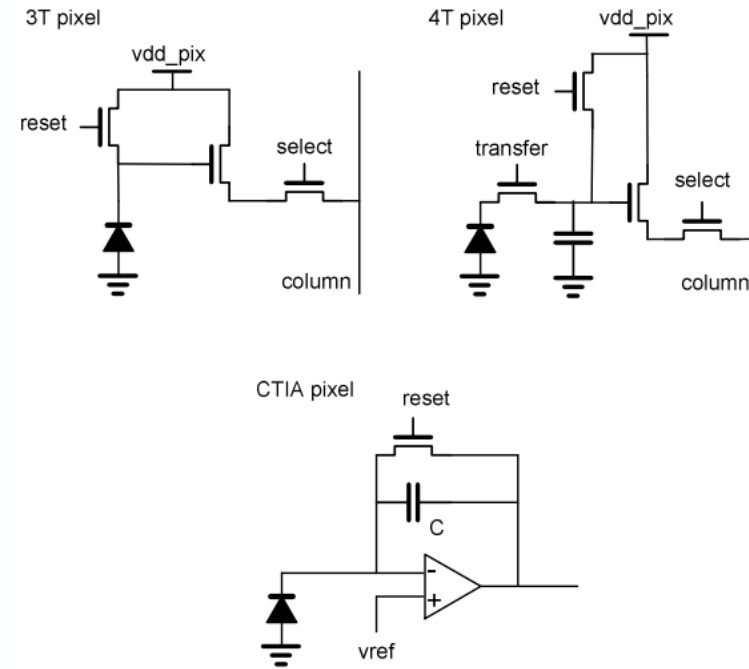 3T pixel
vdd_pix
reset
select
column
4T pixel
vdd_pix
reset
transfer
select
column
CTIA pixel
reset
C
-
+
vref